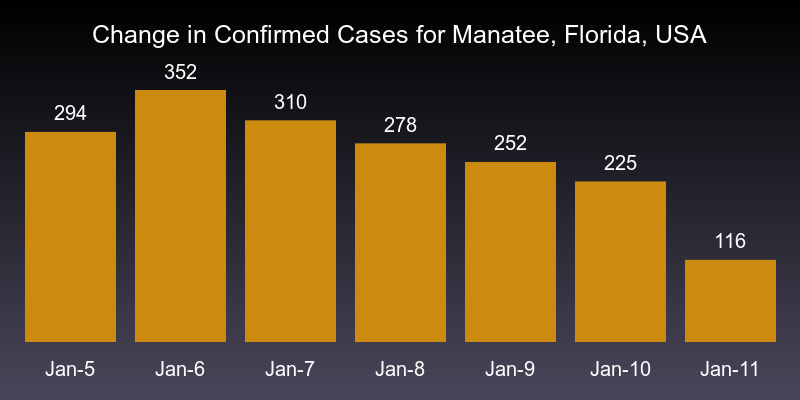 Change in Confirmed Cases for Manatee, Florida, USA
294
352
310
278
252
225
116
Jan-5
Jan-6
Jan-7
Jan-8
Jan-9
Jan-10
Jan-11